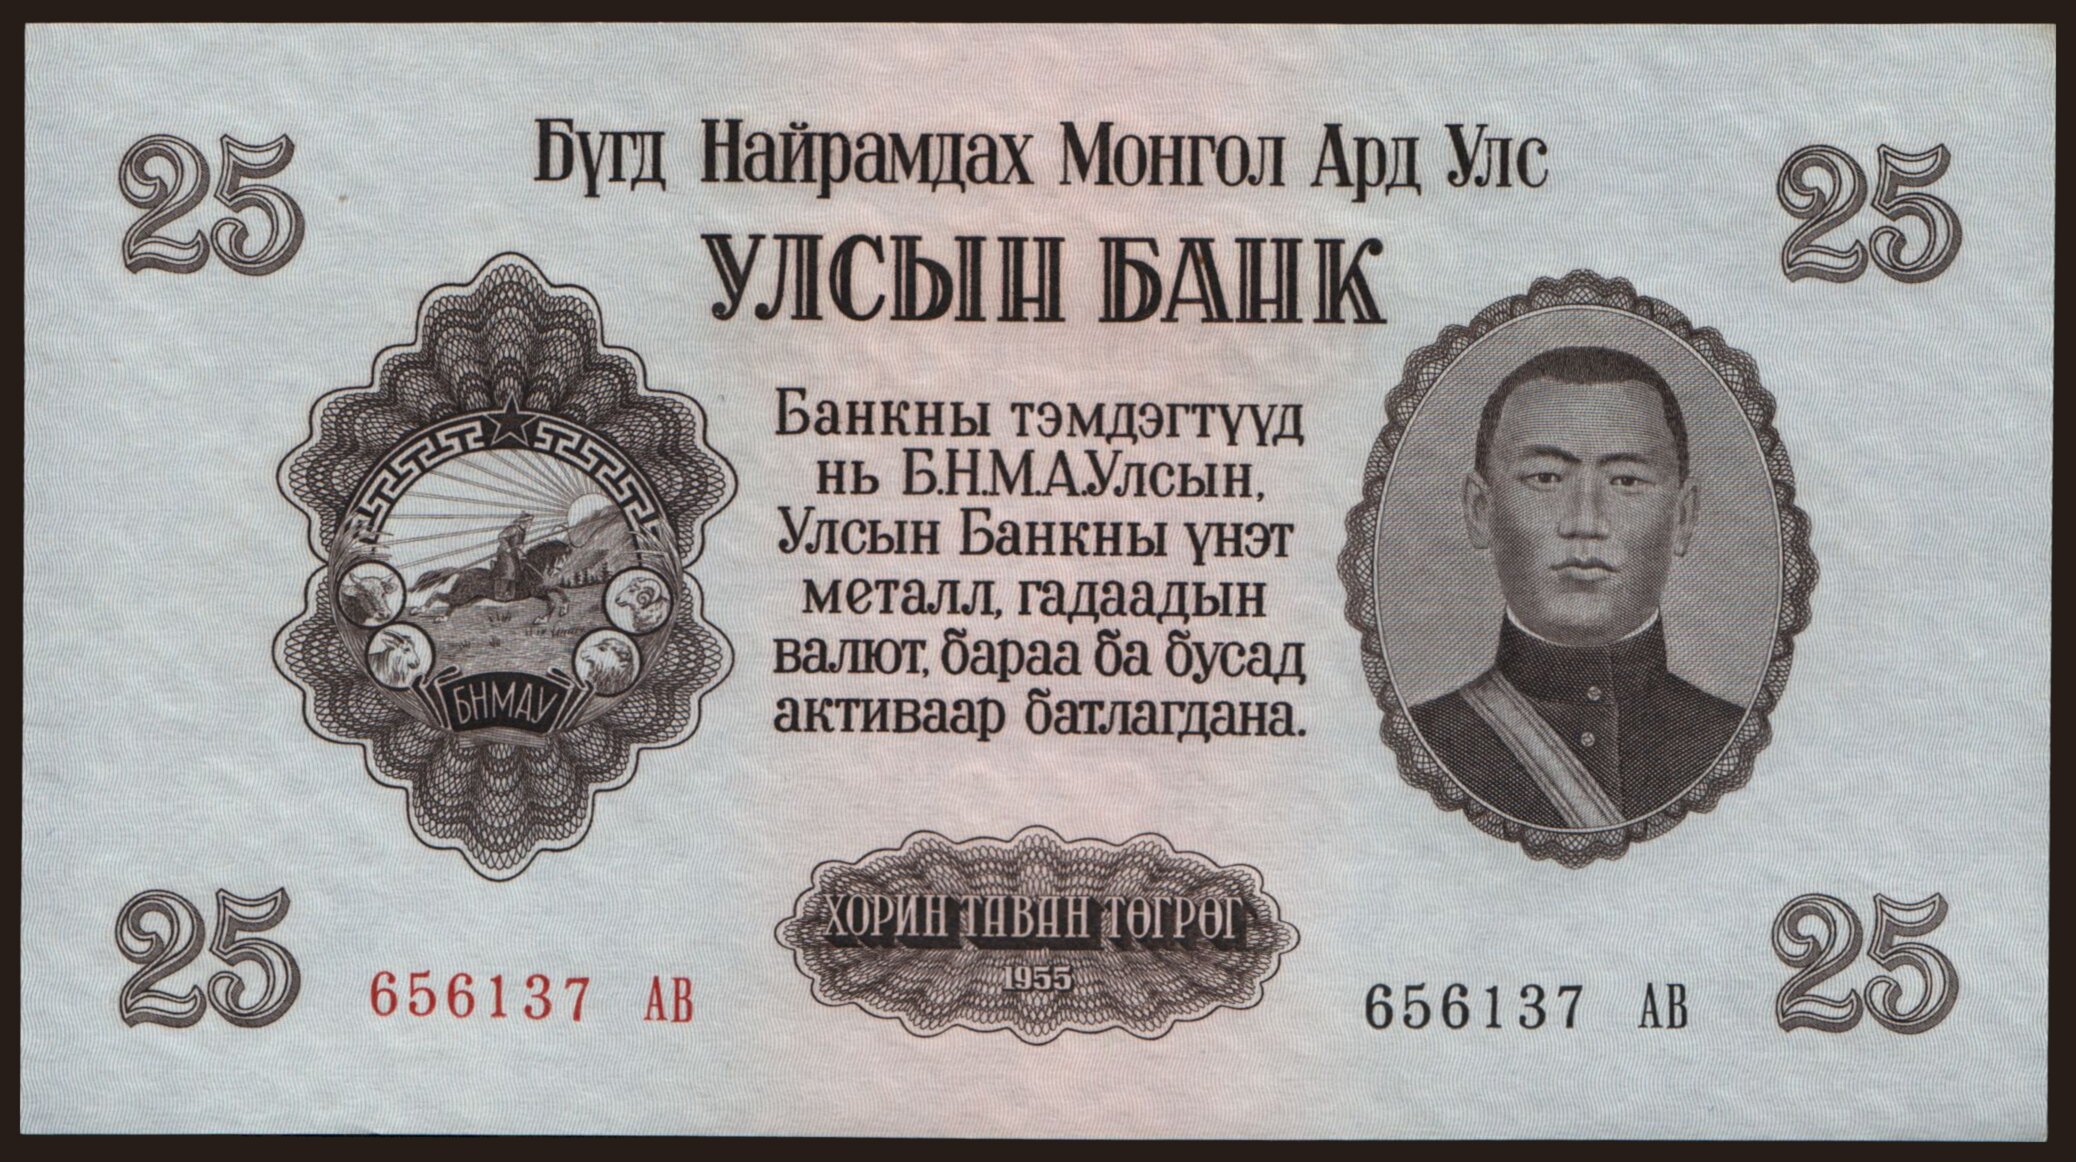 25
Бүгд Найрамдах Монгол Ард Улс
25
УЛСЫН БАНК
Банкны тэмдэгтүүд
нь Б.Н.М.А.Улсын,
Улсын Банкны үнэт
металл, гадаадын
валют, бараа ба бусад
активаар батлагдана.
БНМАУ
ХОРИН ТАВАН ТӨГРӨГ
1955
25
656137 АВ
656137 АВ
25